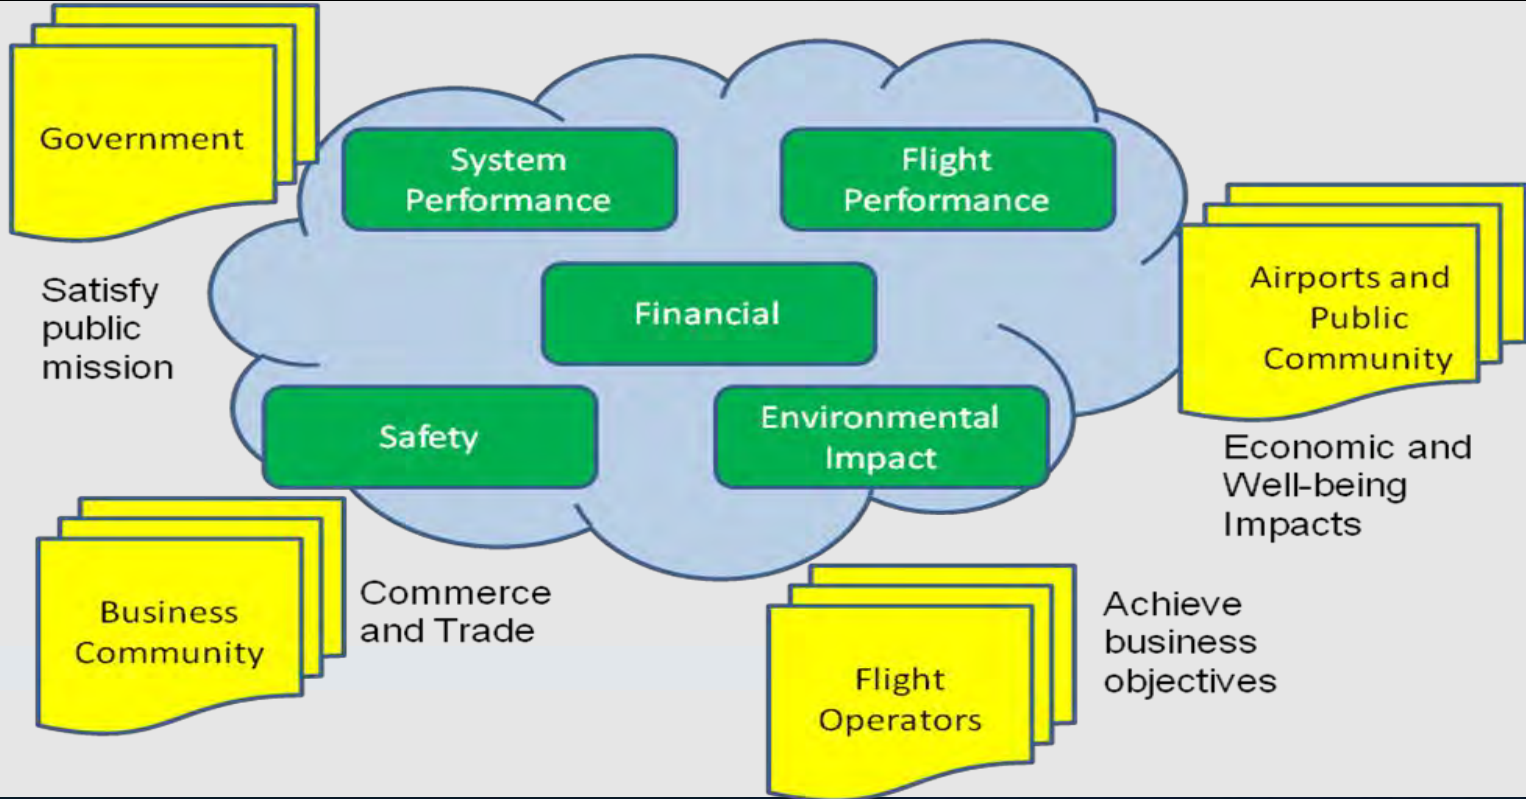 Government
System
Performance
Flight
Performance
Satisfy
public
mission
Financial
Airports and
Public
Community
Safety
Environmental
Impact
Economic and
Well-being
Impacts
Business
Community
Commerce
and Trade
Flight
Operators
Achieve
business
objectives